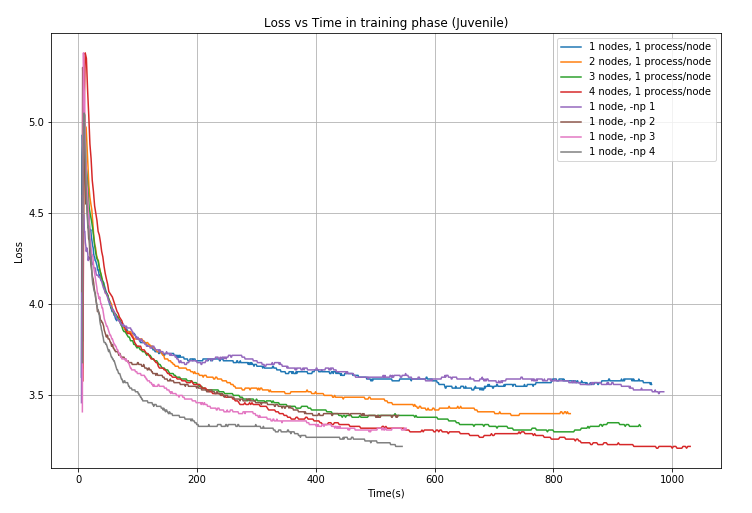 Loss vs Time in training phase (Juvenile)
1 nodes, 1 process/node
2 nodes, 1 process/node
3 nodes, 1 process/node
4 nodes, 1 process/node
1 node, -np 1
1 node, -np 2
1 node, -np 3
1 node, -np 4
5.0
4.5
4.0
3.5
Loss
0 200 400 600 800 1000
Time(s)